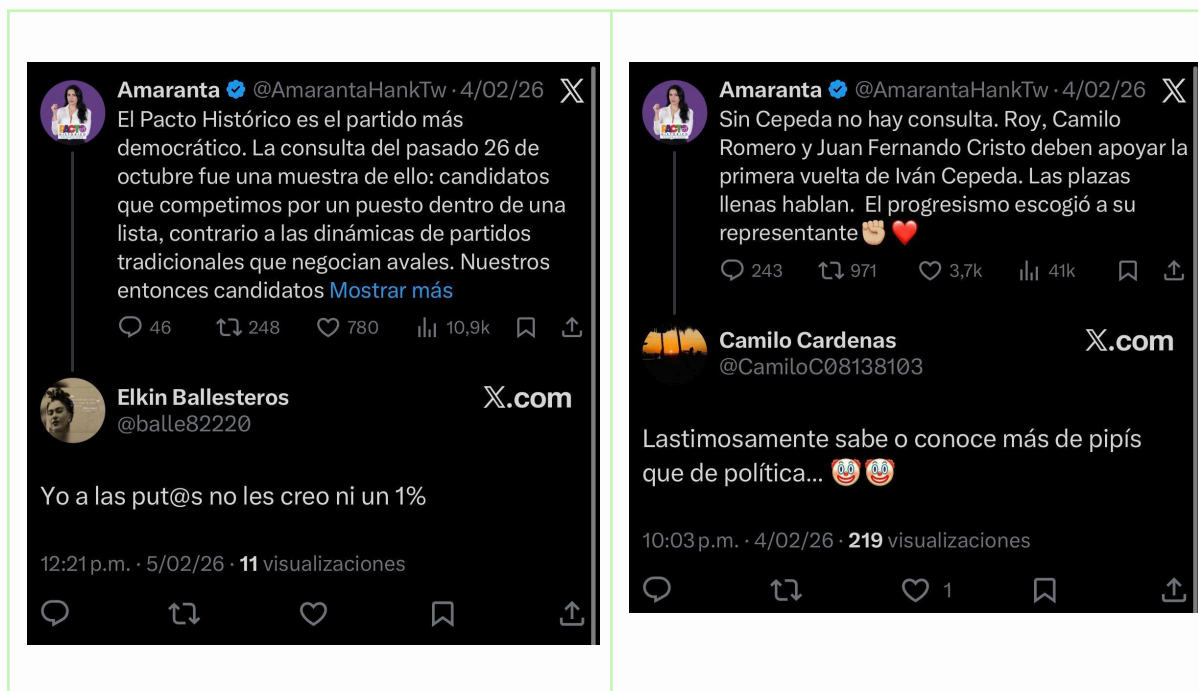 Amaranta @AmarantaHankTw · 4/02/26
El Pacto Histórico es el partido más
democrático. La consulta del pasado 26 de
octubre fue una muestra de ello: candidatos
que competimos por un puesto dentro de una
lista, contrario a las dinámicas de partidos
tradicionales que negocian avales. Nuestros
entonces candidatos Mostrar más
46 248 780 10,9k
Elkin Ballesteros X.com
@balle82220
Yo a las put@s no les creo ni un 1%
12:21 p.m. · 5/02/26 · 11 visualizaciones
Amaranta @AmarantaHankTw · 4/02/26
Sin Cepeda no hay consulta. Roy, Camilo
Romero y Juan Fernando Cristo deben apoyar la
primera vuelta de Iván Cepeda. Las plazas
llenas hablan. El progresismo escogió a su
representante✊🏼❤️
243 971 3,7k 41k
Camilo Cardenas X.com
@CamiloC08138103
Lastimosamente sabe o conoce más de pipís
que de política... 🤡🤡
10:03 p.m. · 4/02/26 · 219 visualizaciones
1